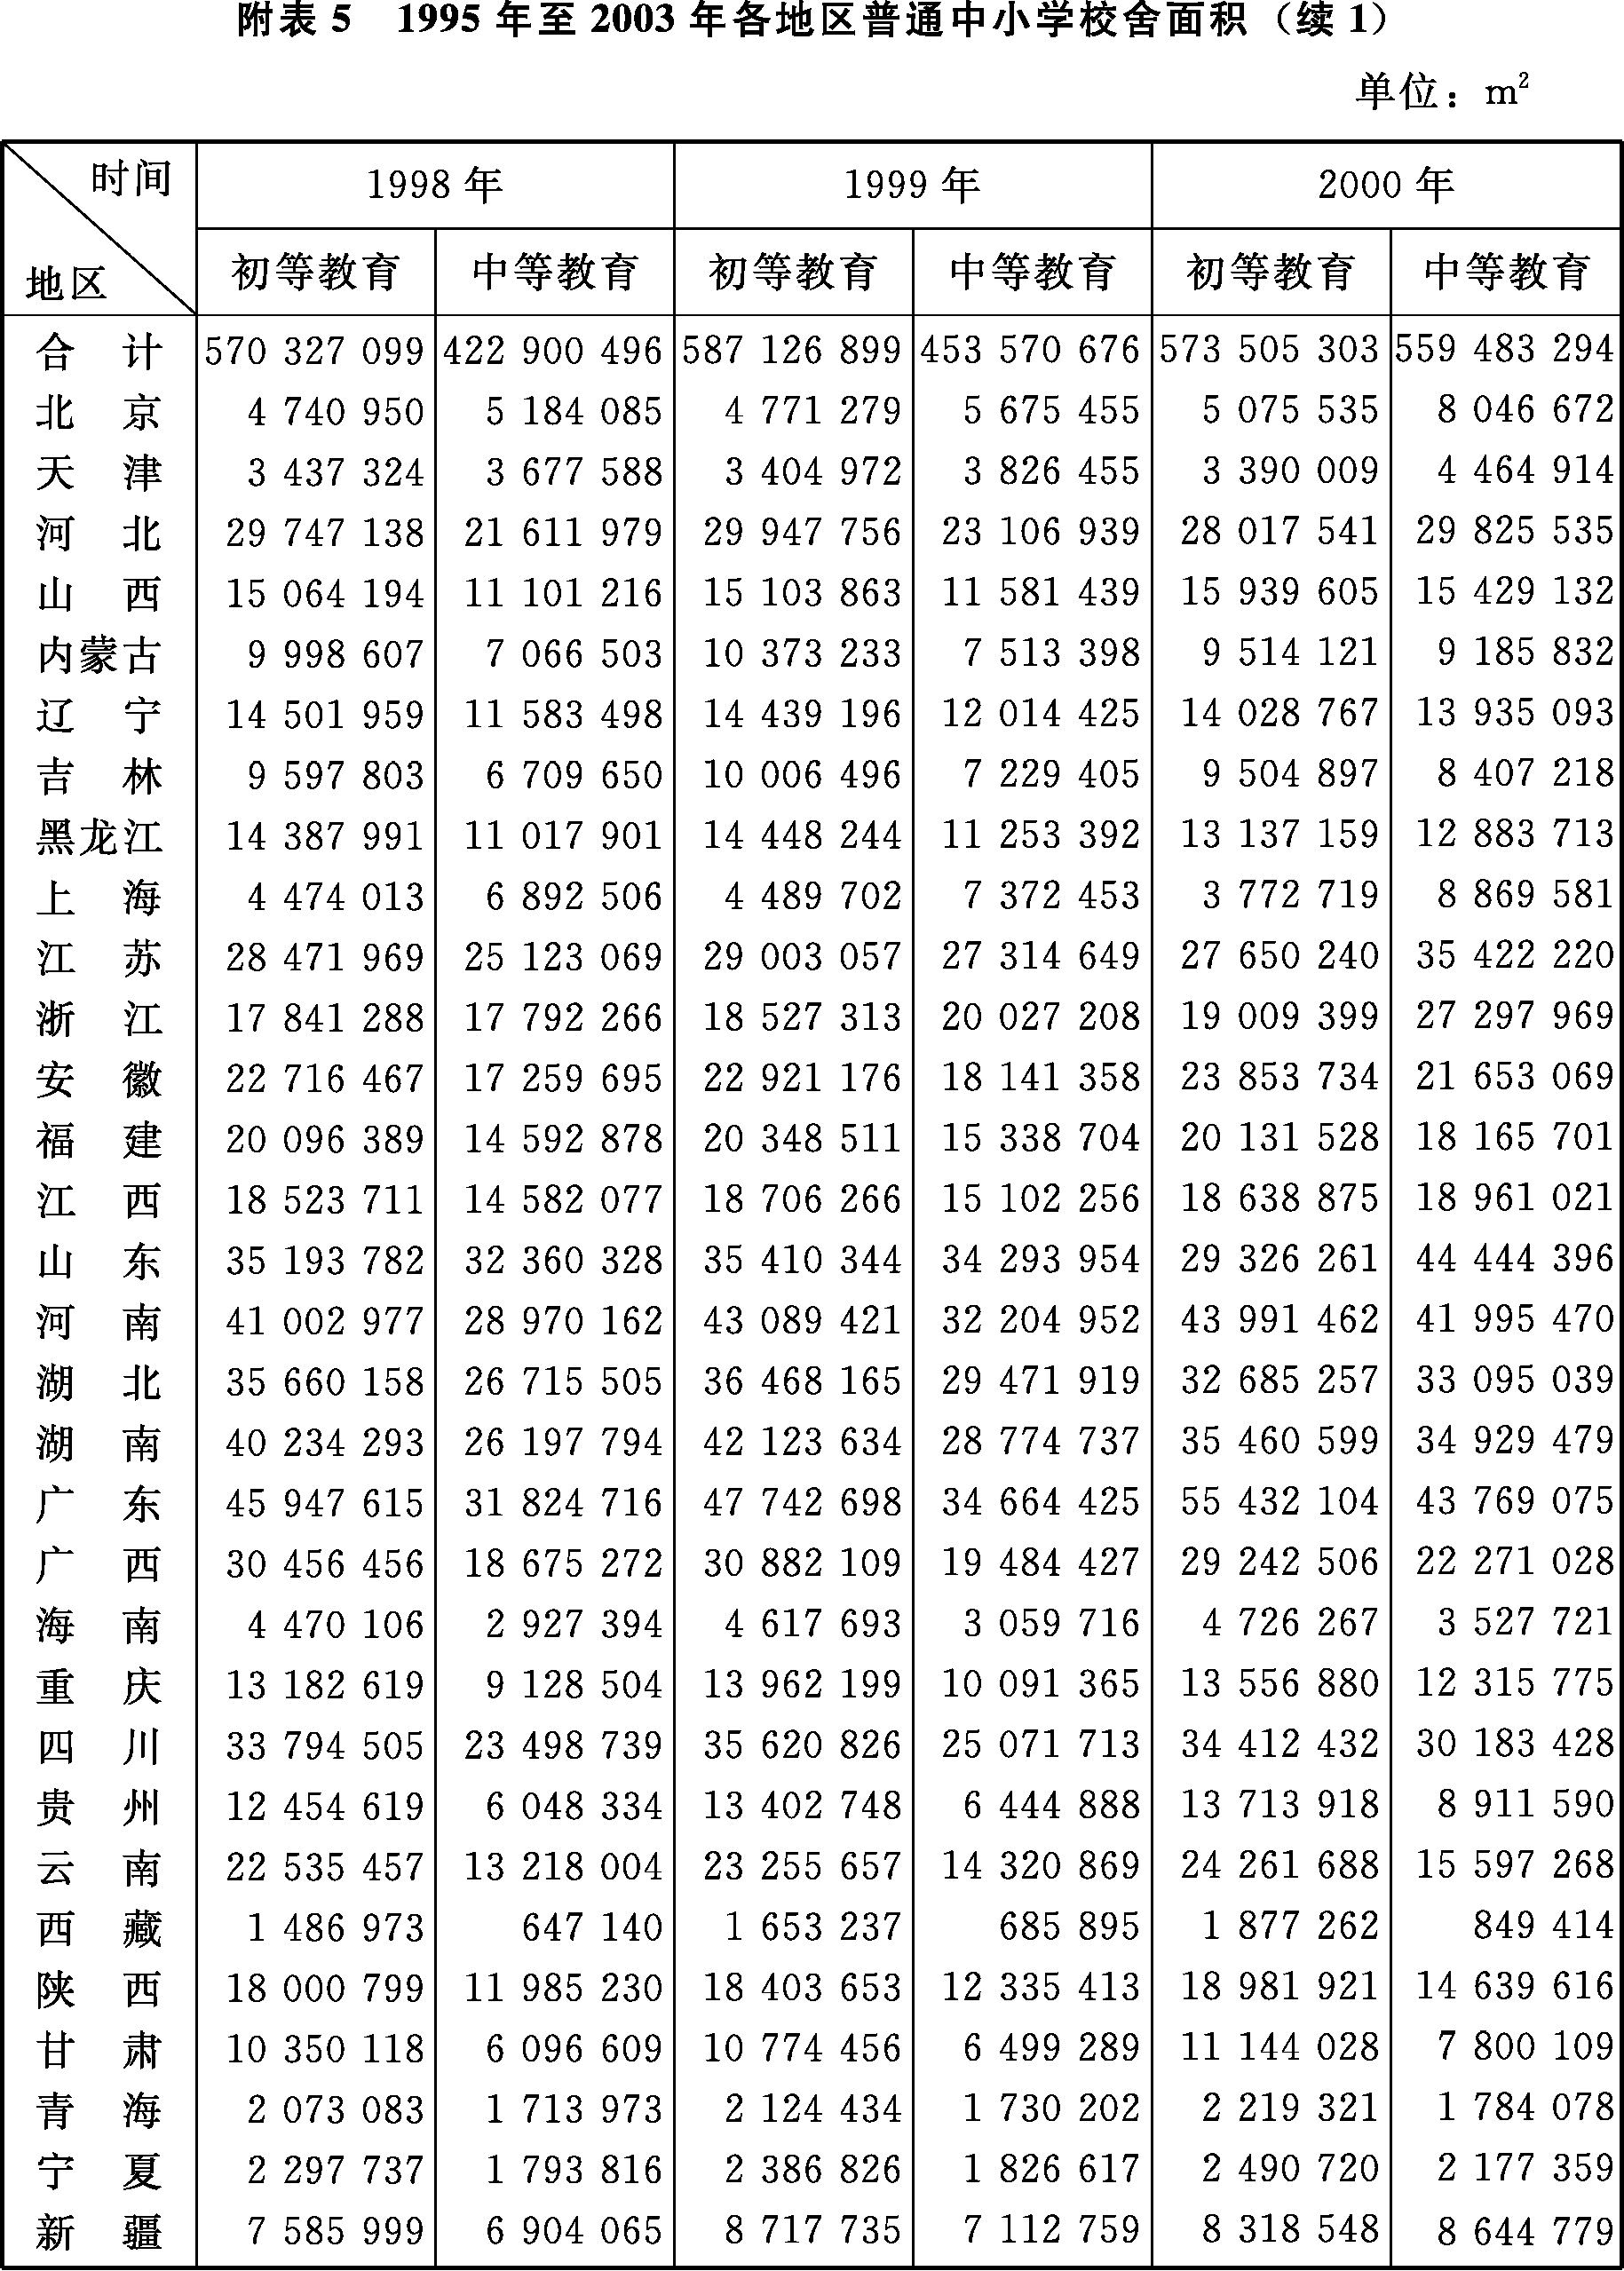 附表 5　1995 年至 2003 年各地区普通中小学校舍面积（续 1）
单位：m²
时间 1998 年 1999 年 2000 年
地区 初等教育 中等教育 初等教育 中等教育 初等教育 中等教育
合　计 570 327 099 422 900 496 587 126 899 453 570 676 573 505 303 559 483 294
北　京 4 740 950 5 184 085 4 771 279 5 675 455 5 075 535 8 046 672
天　津 3 437 324 3 677 588 3 404 972 3 826 455 3 390 009 4 464 914
河　北 29 747 138 21 611 979 29 947 756 23 106 939 28 017 541 29 825 535
山　西 15 064 194 11 101 216 15 103 863 11 581 439 15 939 605 15 429 132
内蒙古 9 998 607 7 066 503 10 373 233 7 513 398 9 514 121 9 185 832
辽　宁 14 501 959 11 583 498 14 439 196 12 014 425 14 028 767 13 935 093
吉　林 9 597 803 6 709 650 10 006 496 7 229 405 9 504 897 8 407 218
黑龙江 14 387 991 11 017 901 14 448 244 11 253 392 13 137 159 12 883 713
上　海 4 474 013 6 892 506 4 489 702 7 372 453 3 772 719 8 869 581
江　苏 28 471 969 25 123 069 29 003 057 27 314 649 27 650 240 35 422 220
浙　江 17 841 288 17 792 266 18 527 313 20 027 208 19 009 399 27 297 969
安　徽 22 716 467 17 259 695 22 921 176 18 141 358 23 853 734 21 653 069
福　建 20 096 389 14 592 878 20 348 511 15 338 704 20 131 528 18 165 701
江　西 18 523 711 14 582 077 18 706 266 15 102 256 18 638 875 18 961 021
山　东 35 193 782 32 360 328 35 410 344 34 293 954 29 326 261 44 444 396
河　南 41 002 977 28 970 162 43 089 421 32 204 952 43 991 462 41 995 470
湖　北 35 660 158 26 715 505 36 468 165 29 471 919 32 685 257 33 095 039
湖　南 40 234 293 26 197 794 42 123 634 28 774 737 35 460 599 34 929 479
广　东 45 947 615 31 824 716 47 742 698 34 664 425 55 432 104 43 769 075
广　西 30 456 456 18 675 272 30 882 109 19 484 427 29 242 506 22 271 028
海　南 4 470 106 2 927 394 4 617 693 3 059 716 4 726 267 3 527 721
重　庆 13 182 619 9 128 504 13 962 199 10 091 365 13 556 880 12 315 775
四　川 33 794 505 23 498 739 35 620 826 25 071 713 34 412 432 30 183 428
贵　州 12 454 619 6 048 334 13 402 748 6 444 888 13 713 918 8 911 590
云　南 22 535 457 13 218 004 23 255 657 14 320 869 24 261 688 15 597 268
西　藏 1 486 973 647 140 1 653 237 685 895 1 877 262 849 414
陕　西 18 000 799 11 985 230 18 403 653 12 335 413 18 981 921 14 639 616
甘　肃 10 350 118 6 096 609 10 774 456 6 499 289 11 144 028 7 800 109
青　海 2 073 083 1 713 973 2 124 434 1 730 202 2 219 321 1 784 078
宁　夏 2 297 737 1 793 816 2 386 826 1 826 617 2 490 720 2 177 359
新　疆 7 585 999 6 904 065 8 717 735 7 112 759 8 318 548 8 644 779